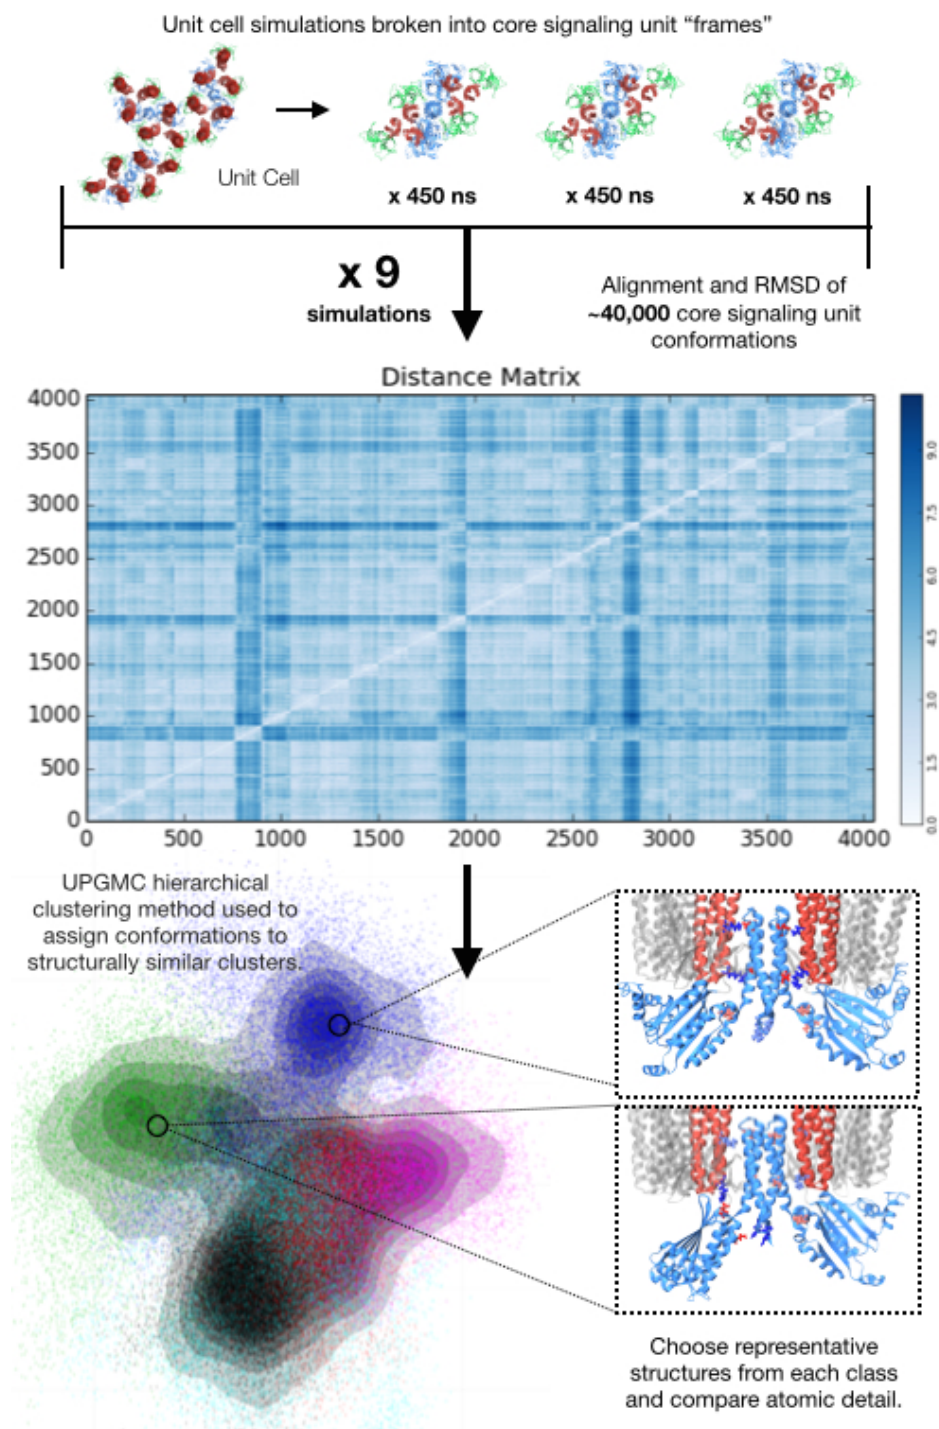 Unit cell simulations broken into core signaling unit “frames”
Unit Cell
x 450 ns
x 450 ns
x 450 ns
x 9
simulations
Alignment and RMSD of
~40,000 core signaling unit
conformations
Distance Matrix
4000
3500
3000
2500
2000
1500
1000
500
0
0
500
1000
1500
2000
2500
3000
3500
4000
9.0
7.5
6.0
4.5
3.0
1.5
0.0
UPGMC hierarchical
clustering method used to
assign conformations to
structurally similar clusters.
Choose representative
structures from each class
and compare atomic detail.